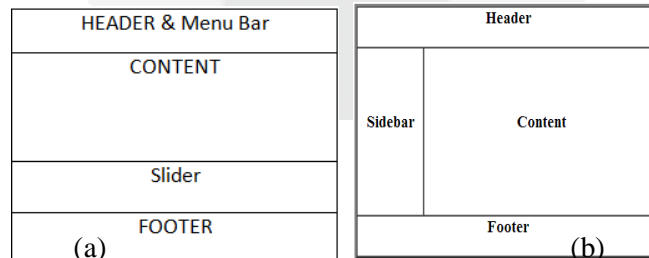 HEADER & Menu Bar
CONTENT
Slider
FOOTER
(a)
Header
Sidebar
Content
Footer
(b)